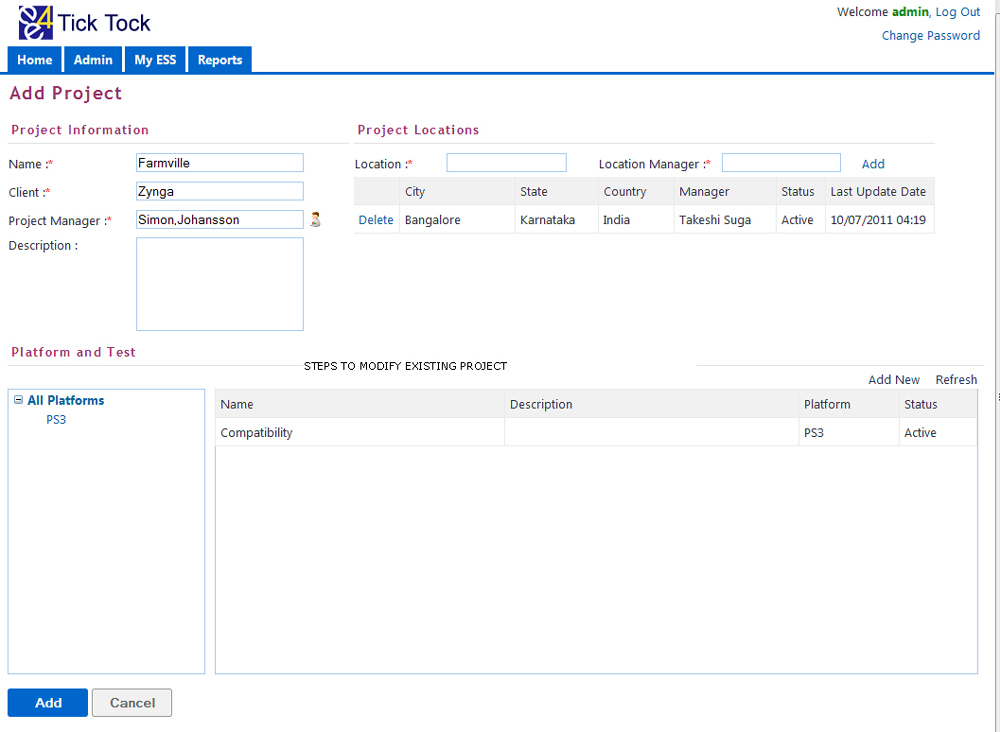 Tick Tock
Welcome admin, Log Out
Change Password
Home Admin My ESS Reports
Add Project
Project Information
Name :*
Farmville
Client :*
Zynga
Project Manager :*
Simon,Johansson
Description :
Project Locations
Location :* Location Manager :* Add
City State Country Manager Status Last Update Date
Delete Bangalore Karnataka India Takeshi Suga Active 10/07/2011 04:19
Platform and Test
STEPS TO MODIFY EXISTING PROJECT
Add New Refresh
All Platforms
PS3
Name Description Platform Status
Compatibility PS3 Active
Add Cancel